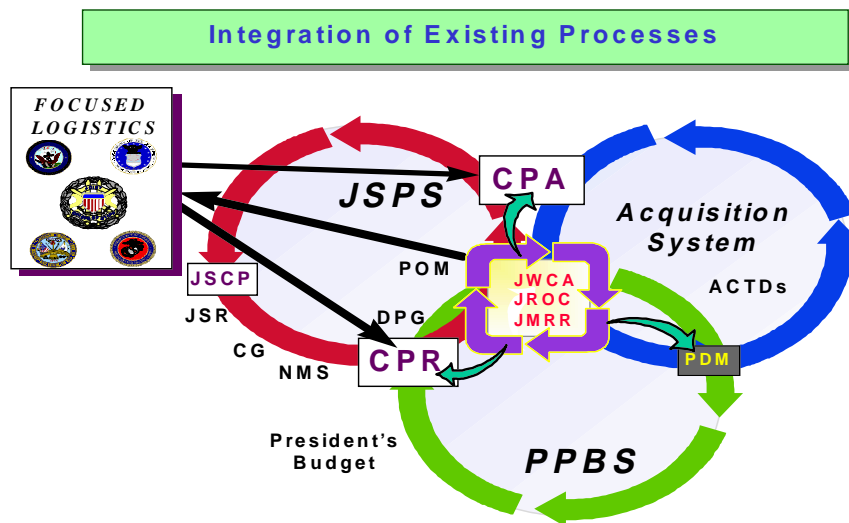 Integration of Existing Processes
FOCUSED
LOGISTICS
JSPS
CPA
Acquisition
System
ACTDs
POM
JWCA
JROC
JMRR
JSCP
JSR
DPG
CG
NMS
CPR
PDM
President's
Budget
PPBS